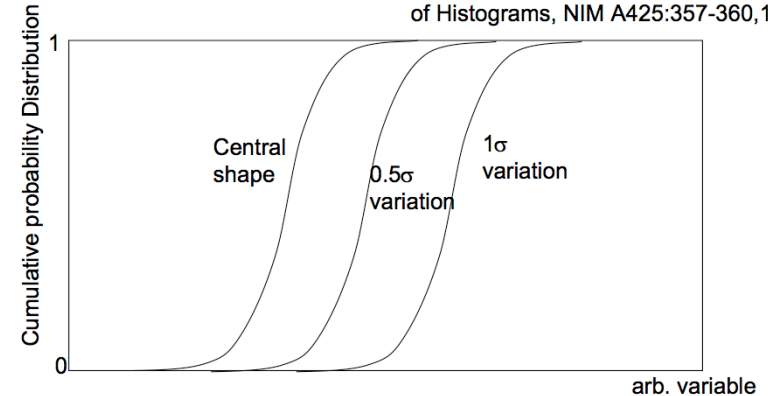 of Histograms, NIM A425:357-360,1
Cumulative probability Distribution
1
Central
shape
0.5σ
variation
1σ
variation
0
arb. variable